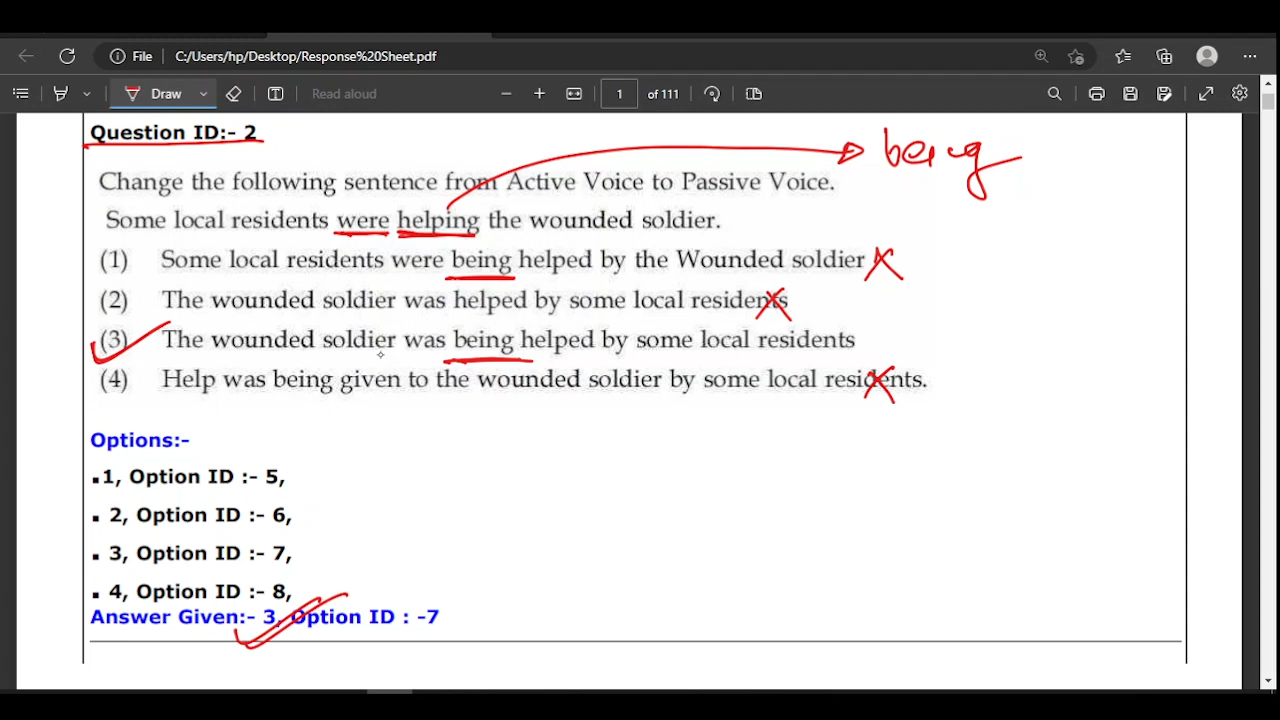 File C:/Users/hp/Desktop/Response%20Sheet.pdf
Draw Read aloud 1 of 111
Question ID:- 2
being
Change the following sentence from Active Voice to Passive Voice.
Some local residents were helping the wounded soldier.
(1) Some local residents were being helped by the Wounded soldier
(2) The wounded soldier was helped by some local residents
(3) The wounded soldier was being helped by some local residents
(4) Help was being given to the wounded soldier by some local residents.
Options:-
1, Option ID :- 5,
2, Option ID :- 6,
3, Option ID :- 7,
4, Option ID :- 8,
Answer Given:- 3, Option ID : -7